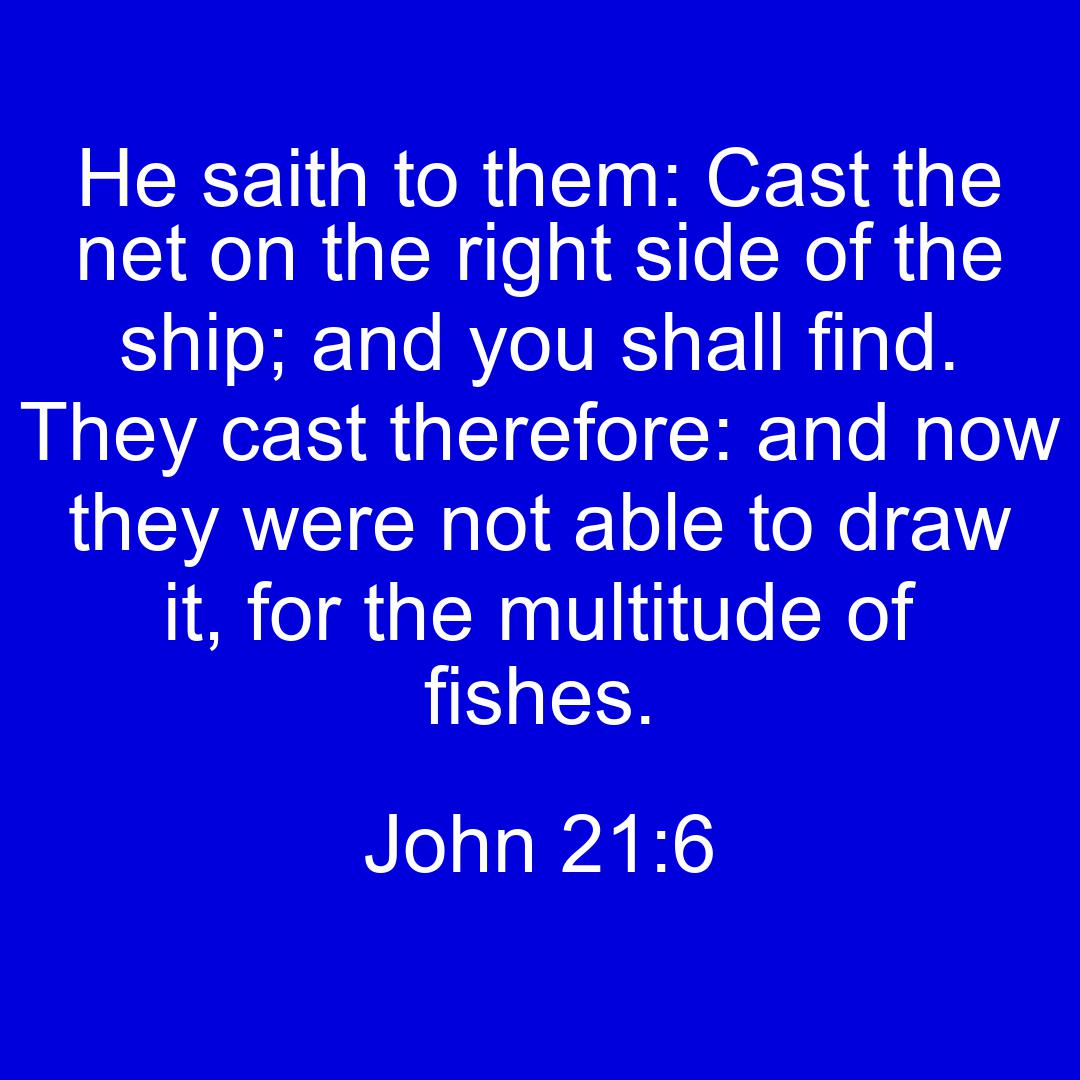 He saith to them: Cast the
net on the right side of the
ship; and you shall find.
They cast therefore: and now
they were not able to draw
it, for the multitude of
fishes.
John 21:6